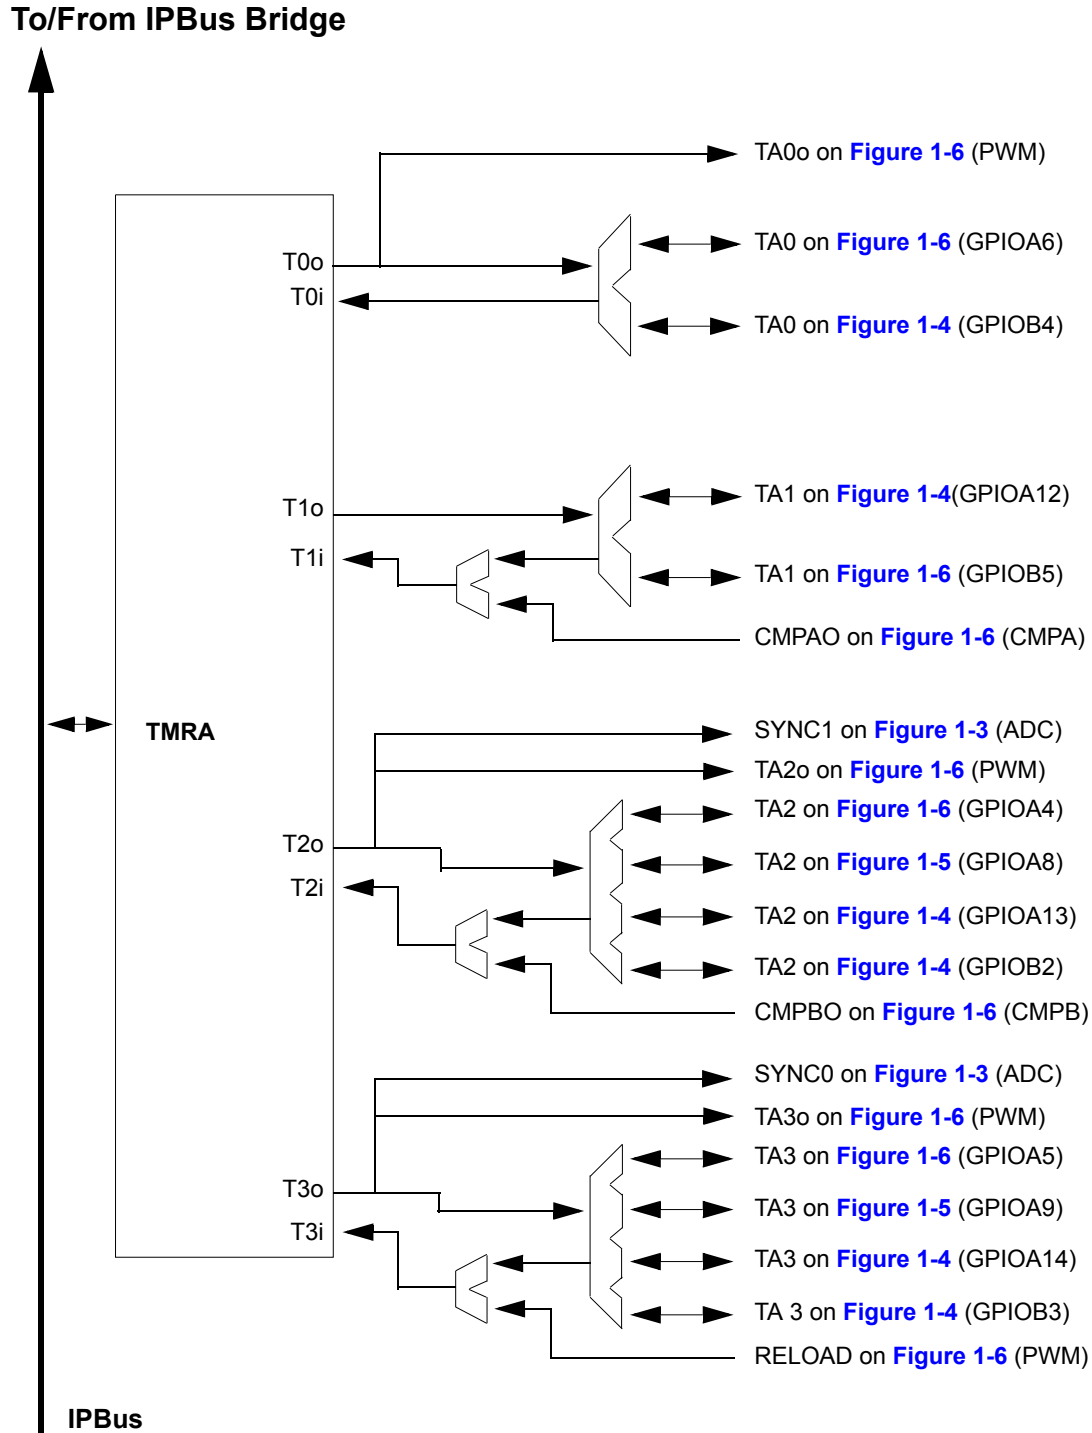 To/From IPBus Bridge
TA0o on Figure 1-6 (PWM)
TA0 on Figure 1-6 (GPIOA6)
T0o
T0i
TA0 on Figure 1-4 (GPIOB4)
TA1 on Figure 1-4(GPIOA12)
T1o
T1i
TA1 on Figure 1-6 (GPIOB5)
CMPAO on Figure 1-6 (CMPA)
TMRA
SYNC1 on Figure 1-3 (ADC)
TA2o on Figure 1-6 (PWM)
TA2 on Figure 1-6 (GPIOA4)
T2o
TA2 on Figure 1-5 (GPIOA8)
T2i
TA2 on Figure 1-4 (GPIOA13)
TA2 on Figure 1-4 (GPIOB2)
CMPBO on Figure 1-6 (CMPB)
SYNC0 on Figure 1-3 (ADC)
TA3o on Figure 1-6 (PWM)
TA3 on Figure 1-6 (GPIOA5)
T3o
TA3 on Figure 1-5 (GPIOA9)
T3i
TA3 on Figure 1-4 (GPIOA14)
TA 3 on Figure 1-4 (GPIOB3)
RELOAD on Figure 1-6 (PWM)
IPBus